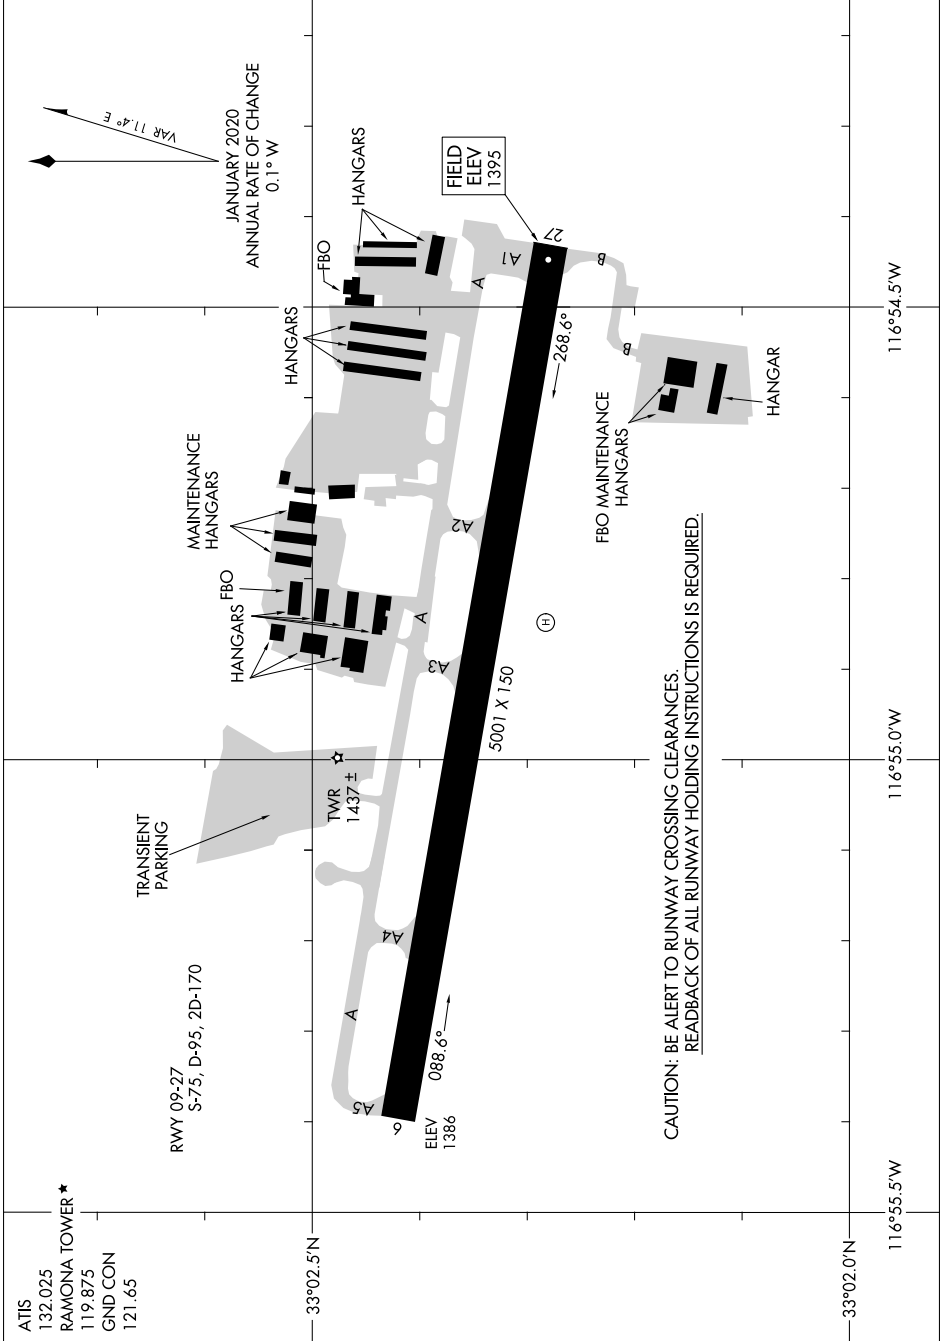 ATIS
132.025
RAMONA TOWER★
119.875
GND CON
121.65
RWY 09-27
S-75, D-95, 2D-170
TRANSIENT
PARKING
TWR
1437 ±
HANGARS
FBO
MAINTENANCE
HANGARS
HANGARS
FBO
HANGARS
JANUARY 2020
ANNUAL RATE OF CHANGE
0.1° W
VAR 11.4° E
FIELD
ELEV
1395
A
A5
A4
A3
A
A2
A
A1
27
B
B
9
ELEV
1386
088.6°
5001 X 150
268.6°
H
FBO MAINTENANCE
HANGARS
HANGAR
CAUTION: BE ALERT TO RUNWAY CROSSING CLEARANCES.
READBACK OF ALL RUNWAY HOLDING INSTRUCTIONS IS REQUIRED.
33°02.5'N
33°02.0'N
116°55.5'W
116°55.0'W
116°54.5'W